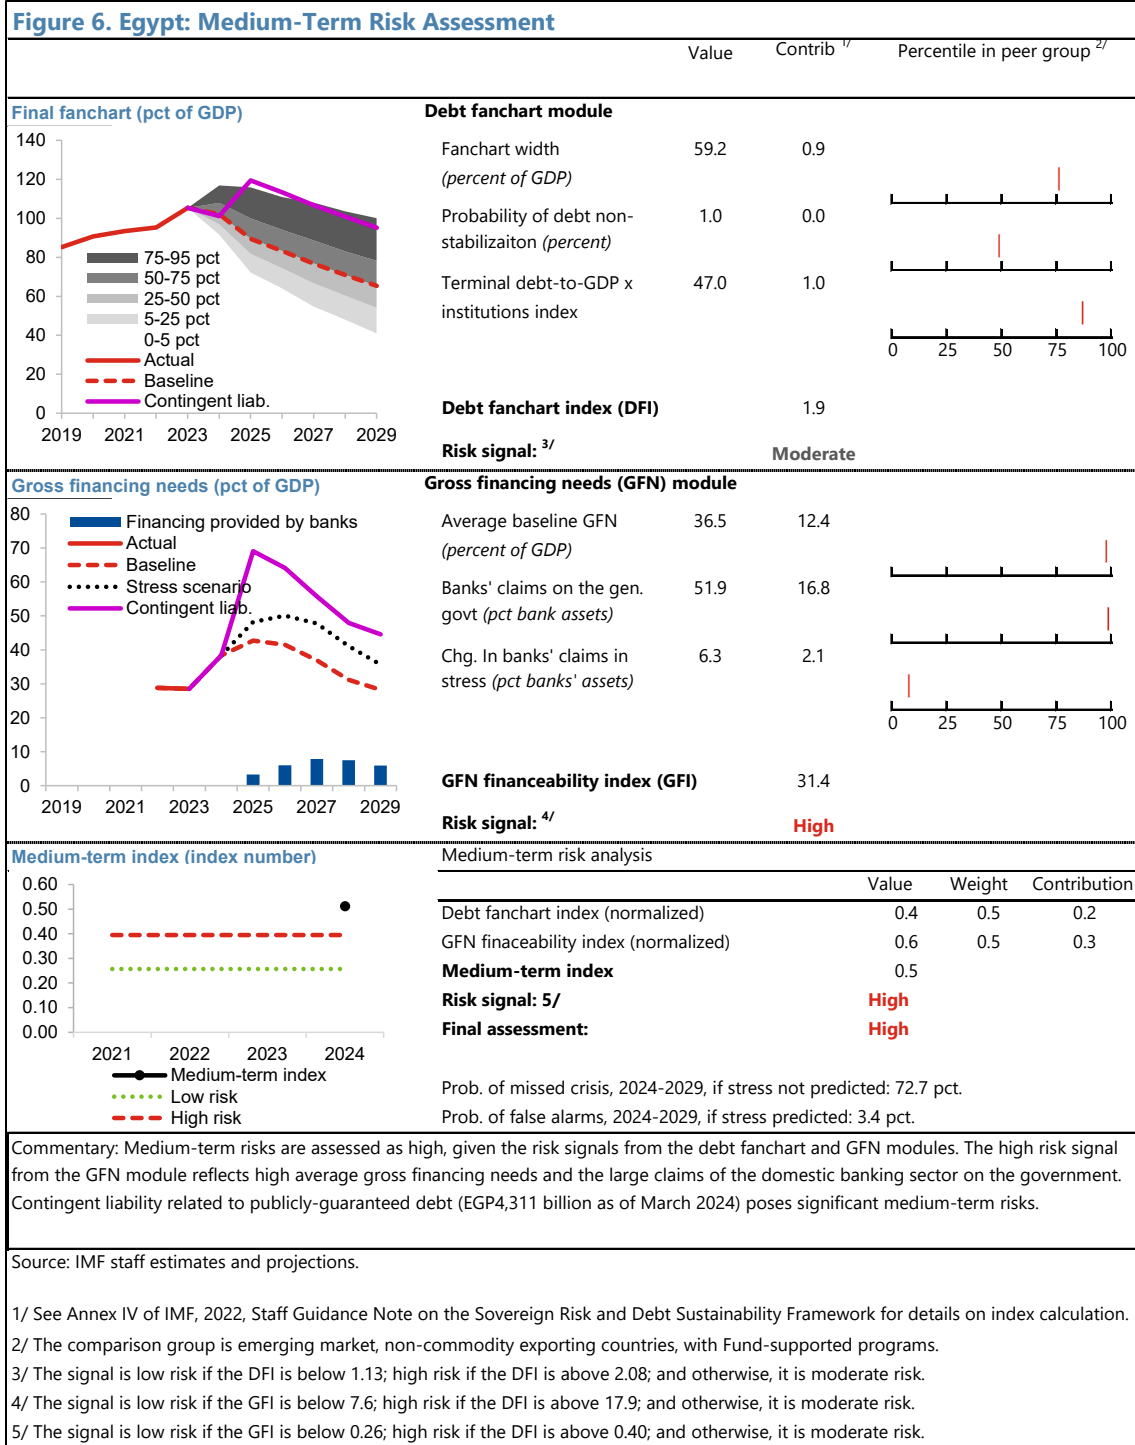 Figure 6. Egypt: Medium-Term Risk Assessment
Value Contrib 1/ Percentile in peer group 2/
Final fanchart (pct of GDP)
140
120
100
80
60
40
20
0
75-95 pct
50-75 pct
25-50 pct
5-25 pct
0-5 pct
Actual
Baseline
Contingent liab.
2019 2021 2023 2025 2027 2029
Debt fanchart module
Fanchart width 59.2 0.9
(percent of GDP)
Probability of debt non- 1.0 0.0
stabilizaiton (percent)
Terminal debt-to-GDP x 47.0 1.0
institutions index
0 25 50 75 100
Debt fanchart index (DFI) 1.9
Risk signal: 3/ Moderate
Gross financing needs (pct of GDP)
80
70
60
50
40
30
20
10
0
Financing provided by banks
Actual
Baseline
Stress scenario
Contingent liab.
2019 2021 2023 2025 2027 2029
Gross financing needs (GFN) module
Average baseline GFN 36.5 12.4
(percent of GDP)
Banks' claims on the gen. 51.9 16.8
govt (pct bank assets)
Chg. In banks' claims in 6.3 2.1
stress (pct banks' assets)
0 25 50 75 100
GFN financeability index (GFI) 31.4
Risk signal: 4/ High
Medium-term index (index number)
0.60
0.50
0.40
0.30
0.20
0.10
0.00
2021 2022 2023 2024
Medium-term index
Low risk
High risk
Medium-term risk analysis
Value Weight Contribution
Debt fanchart index (normalized) 0.4 0.5 0.2
GFN finaceability index (normalized) 0.6 0.5 0.3
Medium-term index 0.5
Risk signal: 5/ High
Final assessment: High
Prob. of missed crisis, 2024-2029, if stress not predicted: 72.7 pct.
Prob. of false alarms, 2024-2029, if stress predicted: 3.4 pct.
Commentary: Medium-term risks are assessed as high, given the risk signals from the debt fanchart and GFN modules. The high risk signal
from the GFN module reflects high average gross financing needs and the large claims of the domestic banking sector on the government.
Contingent liability related to publicly-guaranteed debt (EGP4,311 billion as of March 2024) poses significant medium-term risks.
Source: IMF staff estimates and projections.
1/ See Annex IV of IMF, 2022, Staff Guidance Note on the Sovereign Risk and Debt Sustainability Framework for details on index calculation.
2/ The comparison group is emerging market, non-commodity exporting countries, with Fund-supported programs.
3/ The signal is low risk if the DFI is below 1.13; high risk if the DFI is above 2.08; and otherwise, it is moderate risk.
4/ The signal is low risk if the GFI is below 7.6; high risk if the DFI is above 17.9; and otherwise, it is moderate risk.
5/ The signal is low risk if the GFI is below 0.26; high risk if the DFI is above 0.40; and otherwise, it is moderate risk.